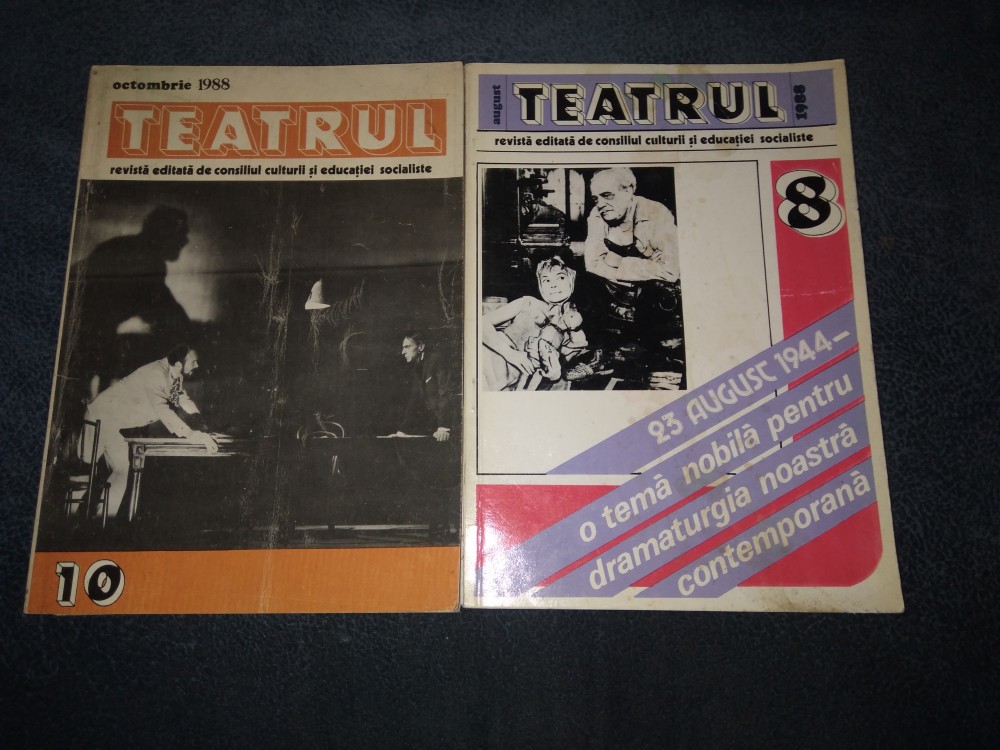 octombrie 1988
TEATRUL
revistă editată de consiliul culturii și educației socialiste
10
august
TEATRUL
1988
revistă editată de consiliul culturii și educației socialiste
8
23 AUGUST 1944–
o temă nobilă pentru
dramaturgia noastră
contemporană